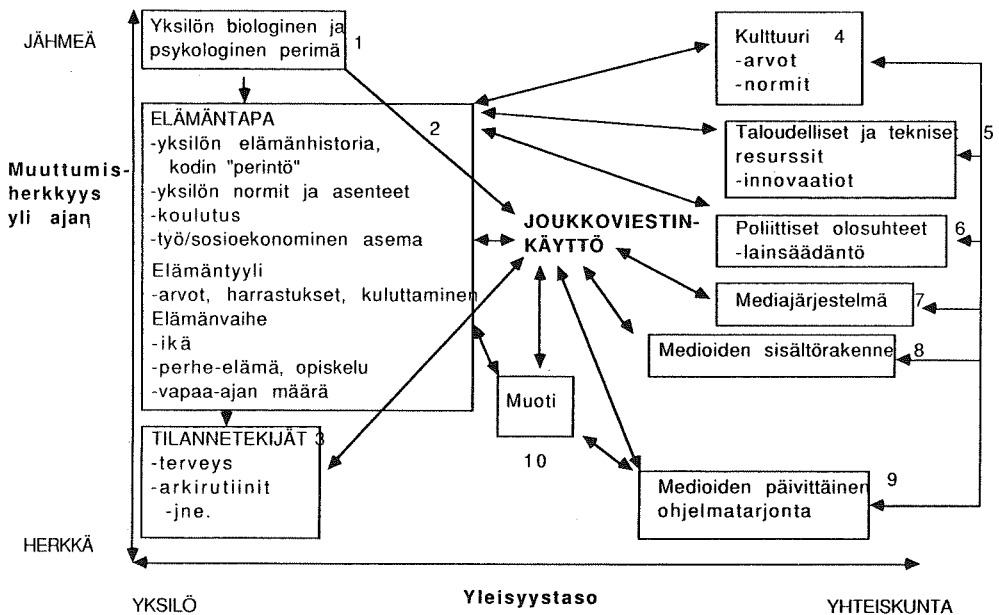 JÄHMEÄ
Muuttumis-
herkkyys
yli ajan
HERKKÄ
Yksilön biologinen ja
psykologinen perimä 1
ELÄMÄNTAPA 2
-yksilön elämänhistoria,
kodin "perintö"
-yksilön normit ja asenteet
-koulutus
-työ/sosioekonominen asema
Elämäntyyli
-arvot, harrastukset, kuluttaminen
Elämänvaihe
-ikä
-perhe-elämä, opiskelu
-vapaa-ajan määrä
TILANNETEKIJÄT 3
-terveys
-arkirutiinit
-jne.
JOUKKOVIESTIN-
KÄYTTÖ
Muoti
10
Kulttuuri 4
-arvot
-normit
Taloudelliset ja tekniset 5
resurssit
-innovaatiot
Poliittiset olosuhteet 6
-lainsäädäntö
Mediajärjestelmä 7
Medioiden sisältörakenne 8
Medioiden päivittäinen 9
ohjelmatarjonta
YKSILÖ
Yleisyystaso
YHTEISKUNTA